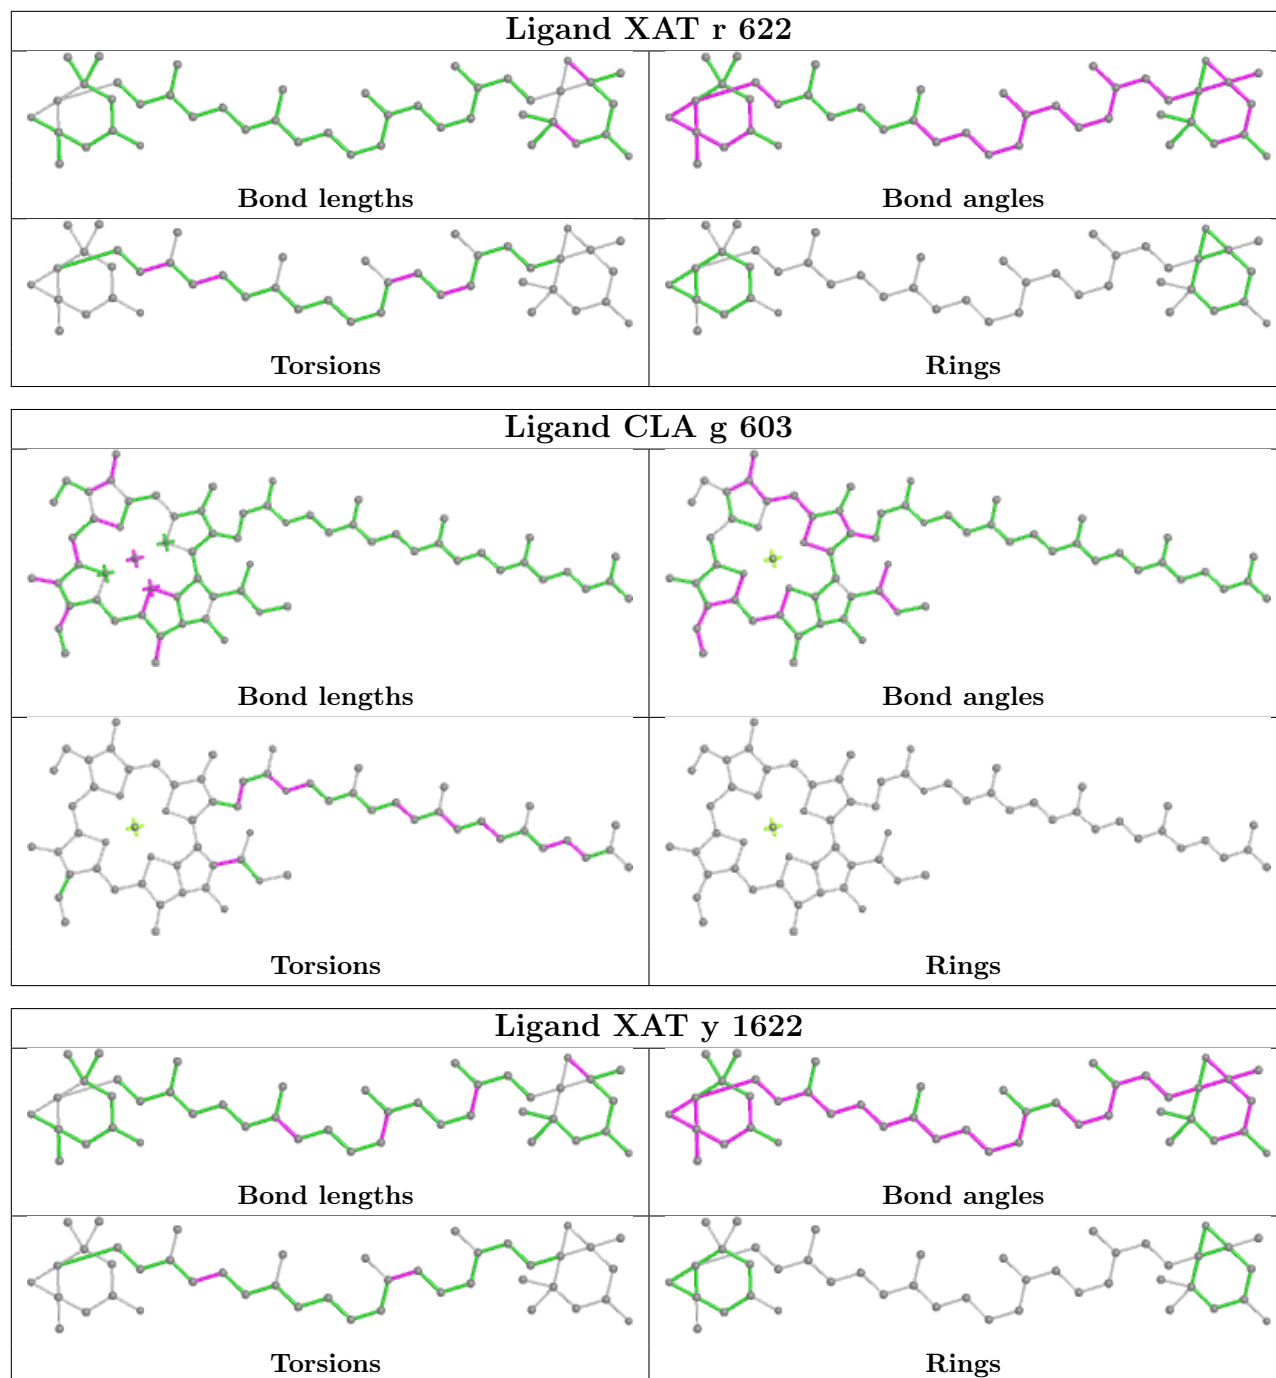 Ligand XAT r 622
Bond lengths
Bond angles
Torsions
Rings
Ligand CLA g 603
Bond lengths
Bond angles
Torsions
Rings
Ligand XAT y 1622
Bond lengths
Bond angles
Torsions
Rings